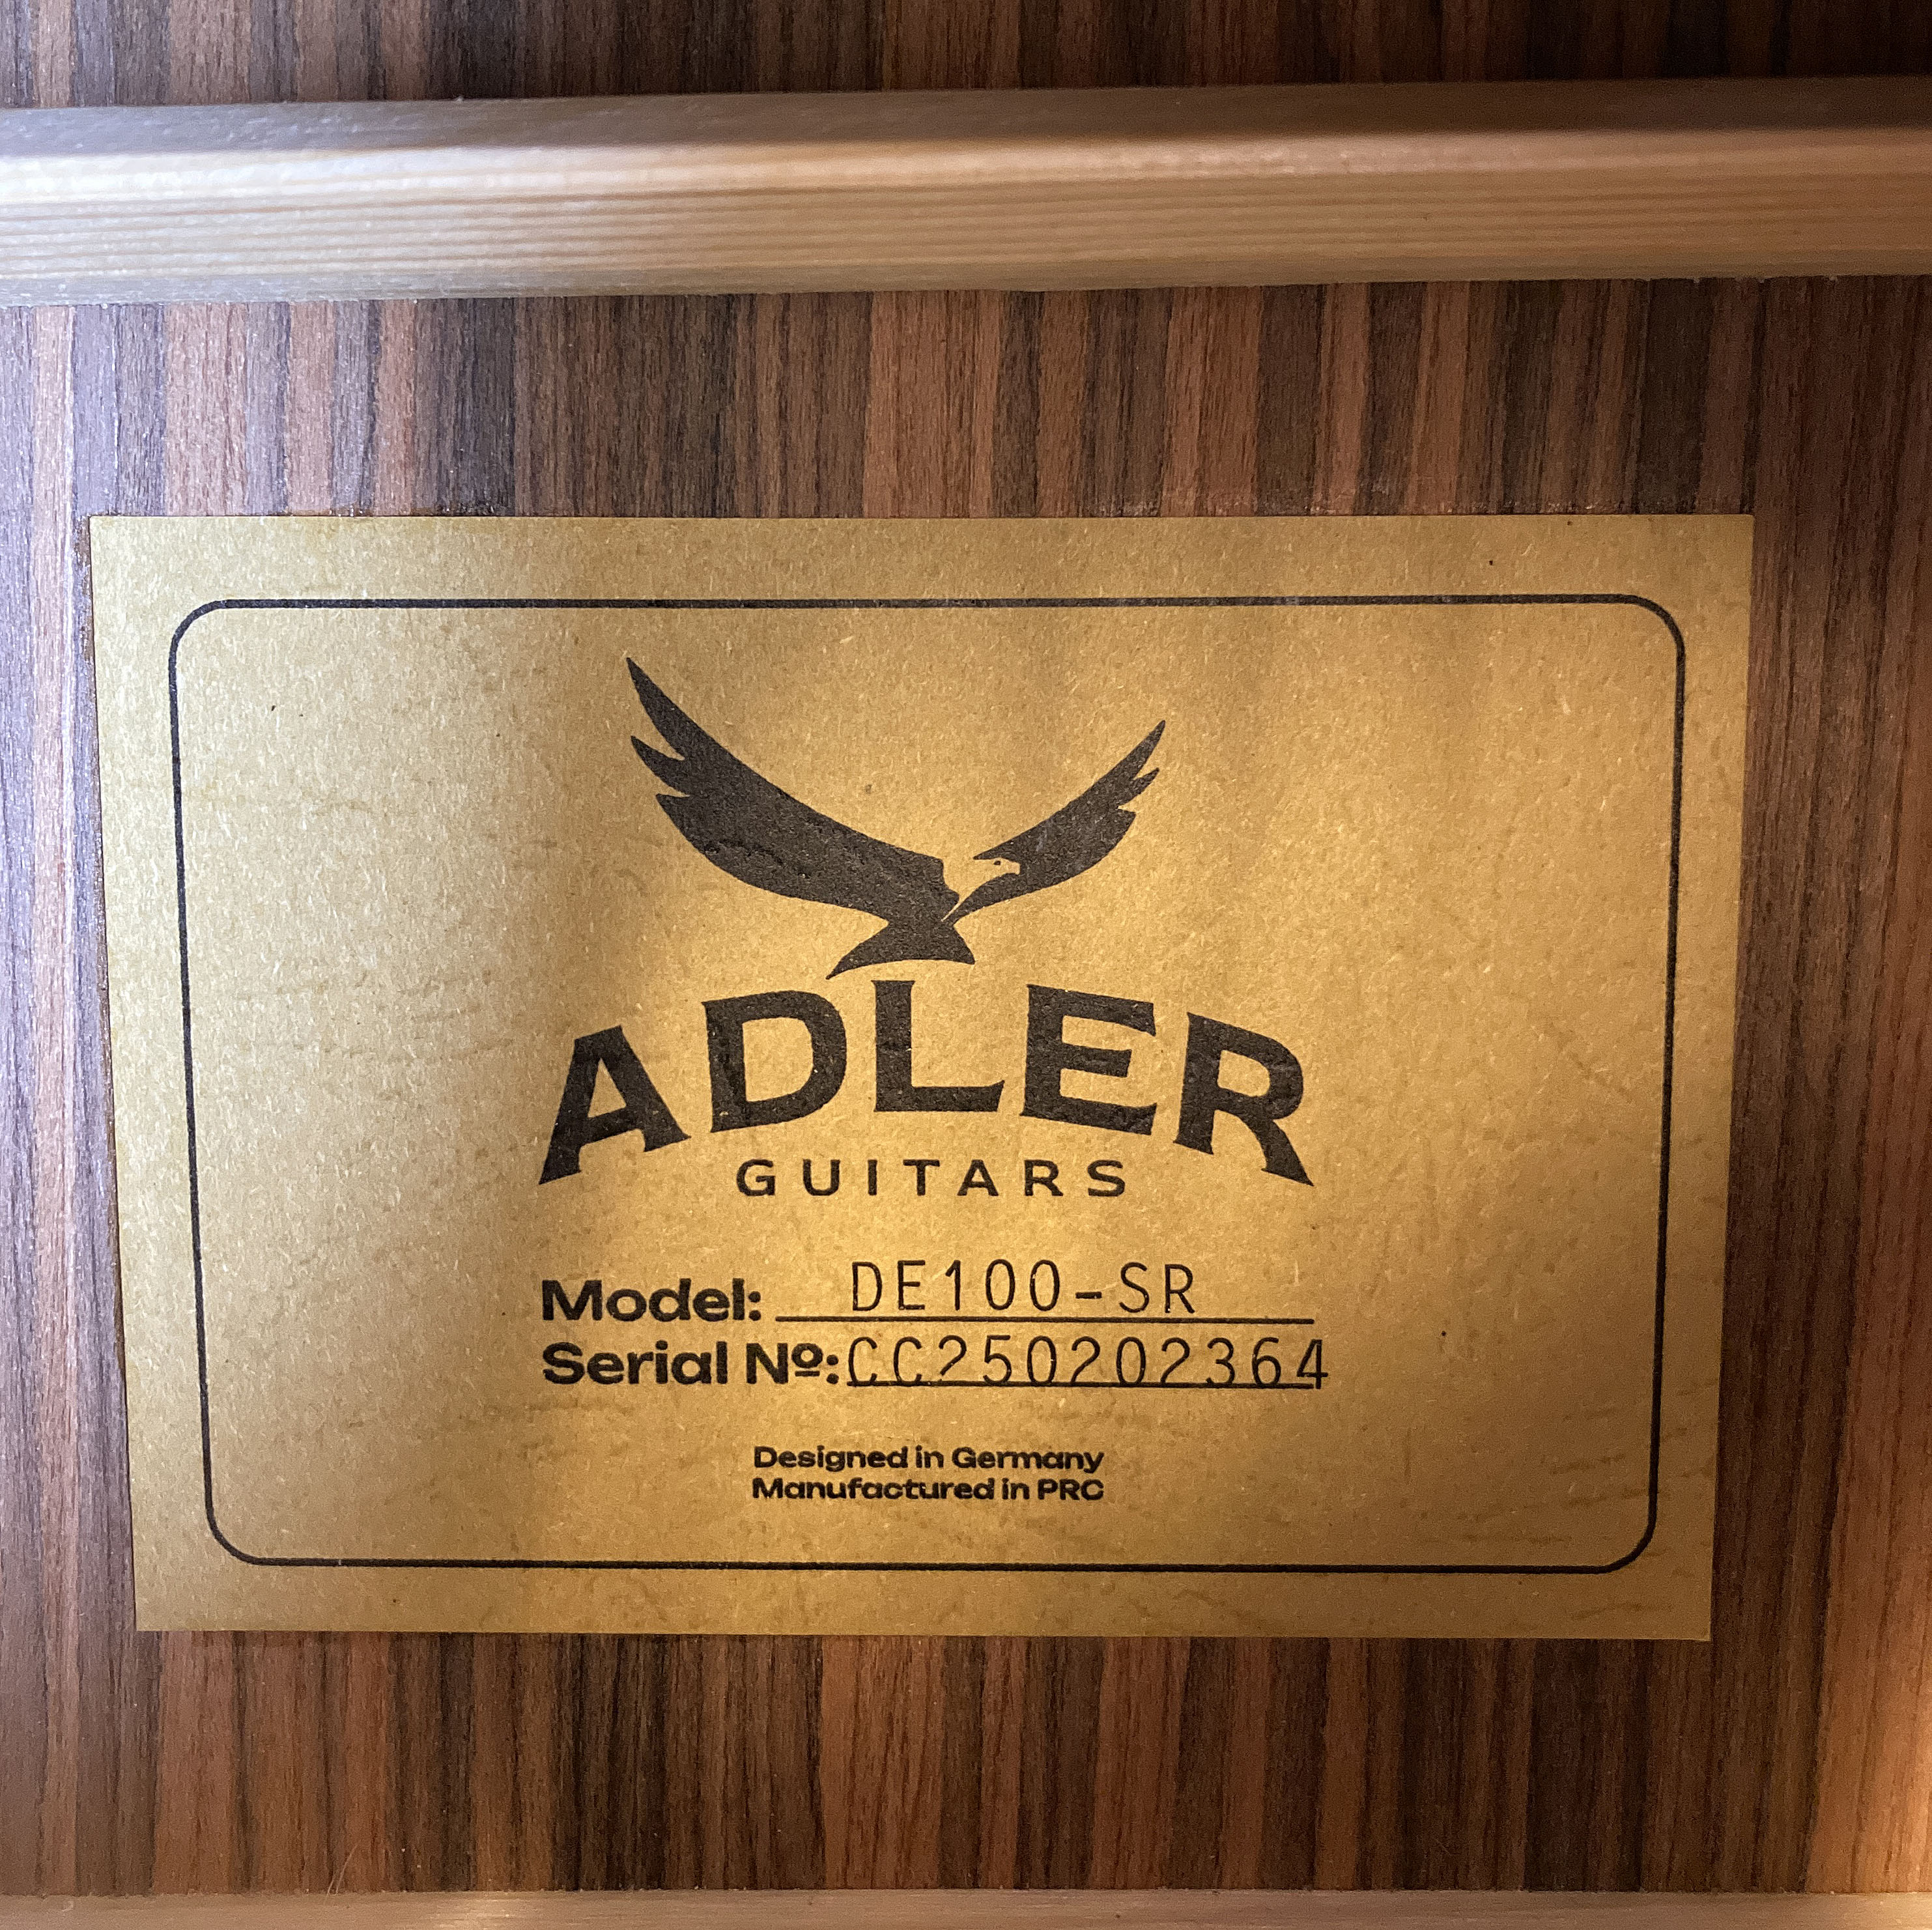 ADLER
GUITARS
Model: DE100-SR
Serial Nº: CC250202364
Designed in Germany
Manufactured in PRC